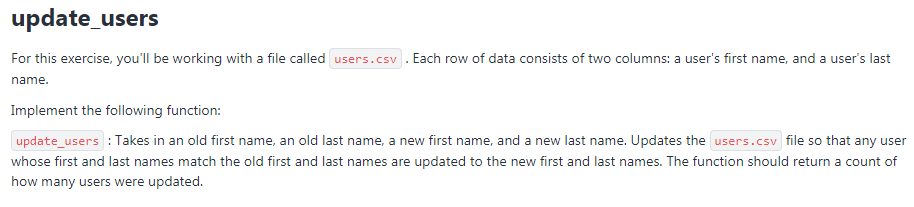 update_users
For this exercise, you'll be working with a file called users.csv . Each row of data consists of two columns: a user's first name, and a user's last
name.
Implement the following function:
update_users : Takes in an old first name, an old last name, a new first name, and a new last name. Updates the users.csv file so that any user
whose first and last names match the old first and last names are updated to the new first and last names. The function should return a count of
how many users were updated.